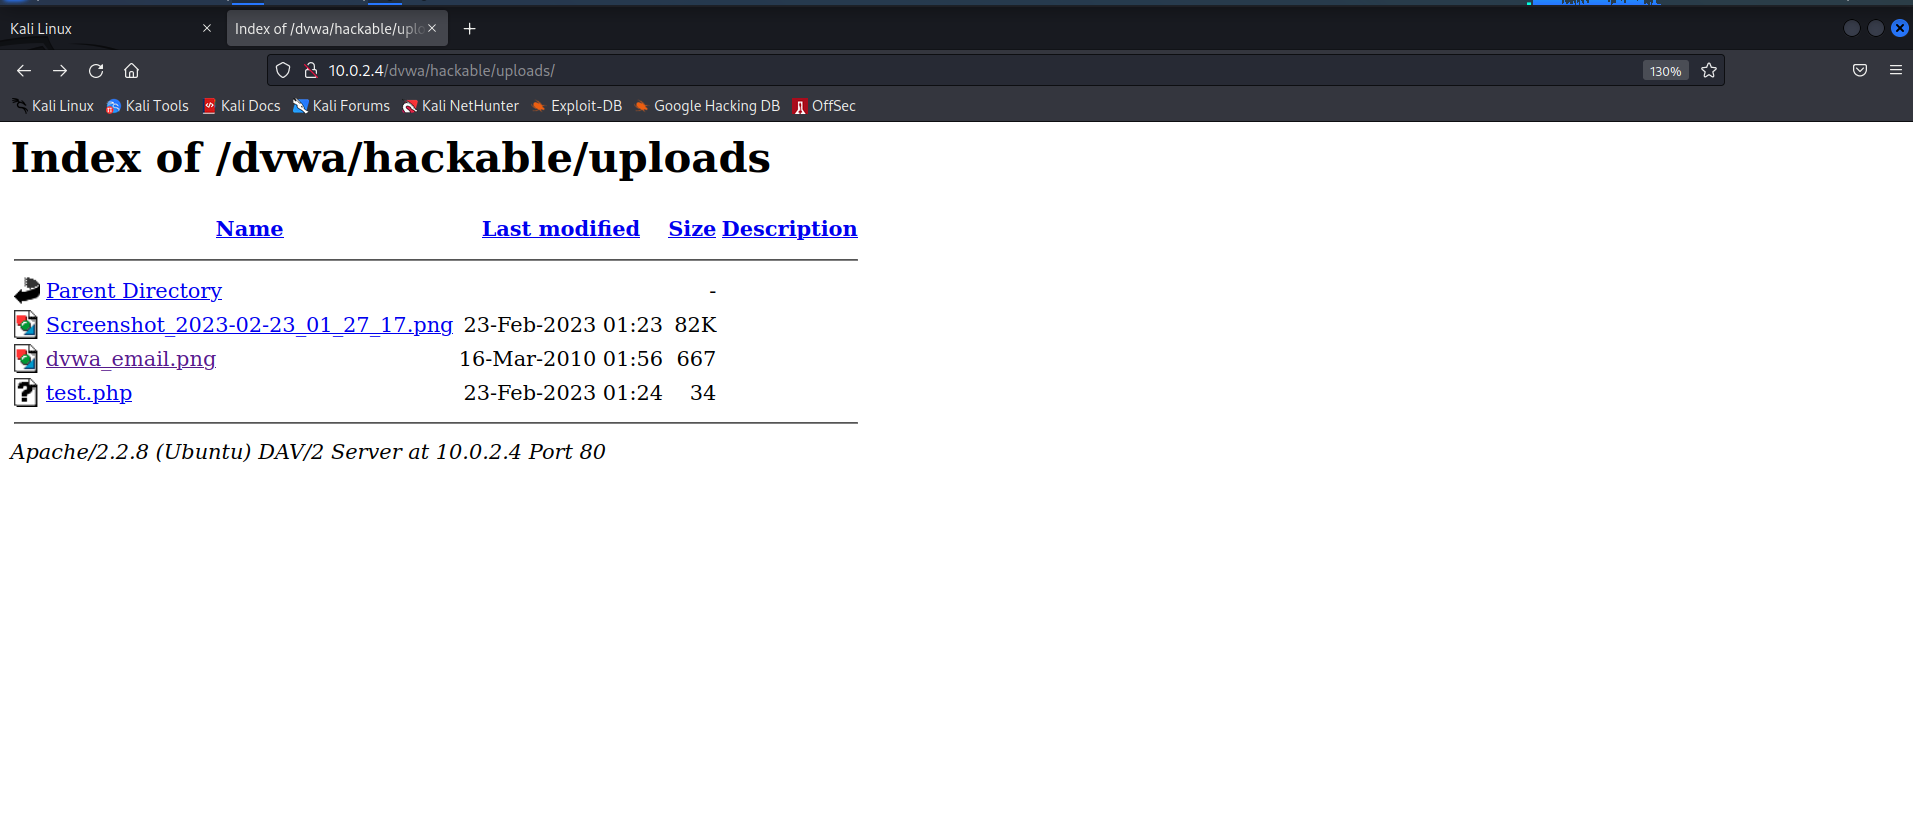 Kali Linux
Index of /dvwa/hackable/uplo
10.0.2.4/dvwa/hackable/uploads/
130%
Kali Linux Kali Tools Kali Docs Kali Forums Kali NetHunter Exploit-DB Google Hacking DB OffSec
Index of /dvwa/hackable/uploads
Name Last modified Size Description
Parent Directory -
Screenshot_2023-02-23_01_27_17.png 23-Feb-2023 01:23 82K
dvwa_email.png 16-Mar-2010 01:56 667
test.php 23-Feb-2023 01:24 34
Apache/2.2.8 (Ubuntu) DAV/2 Server at 10.0.2.4 Port 80